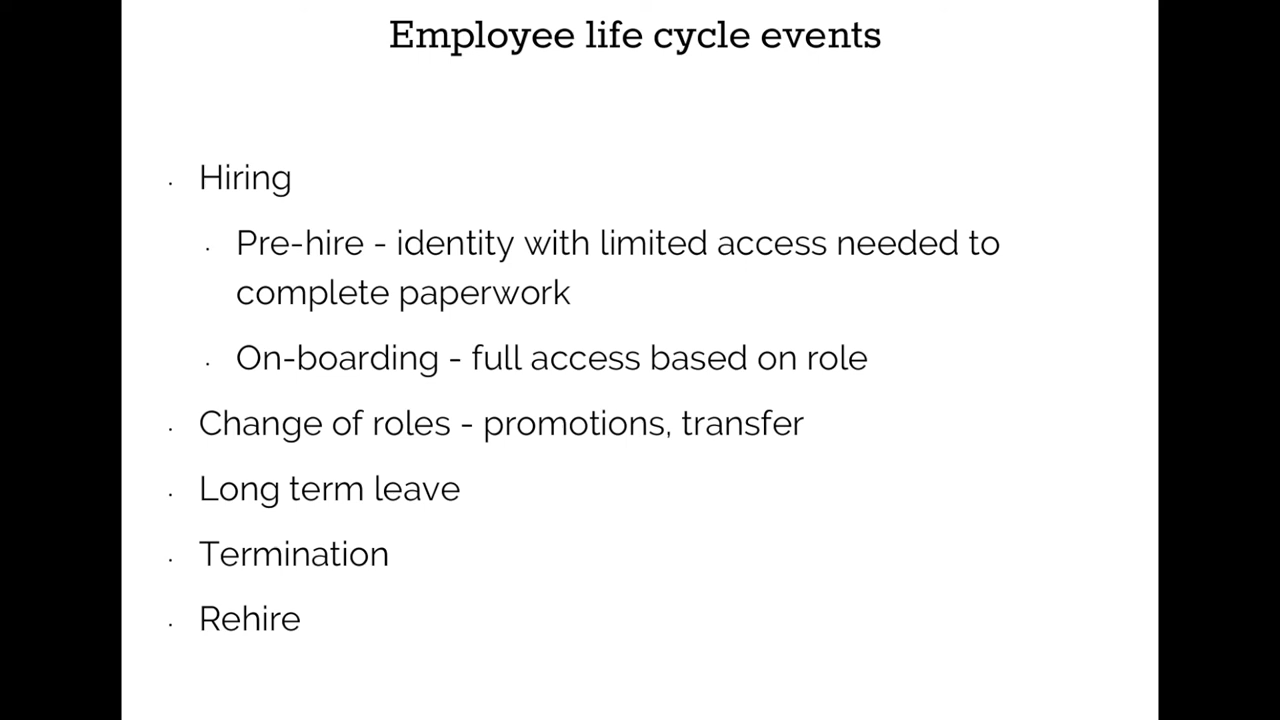 Employee life cycle events
· Hiring
· Pre-hire - identity with limited access needed to
complete paperwork
· On-boarding - full access based on role
· Change of roles - promotions, transfer
· Long term leave
· Termination
· Rehire